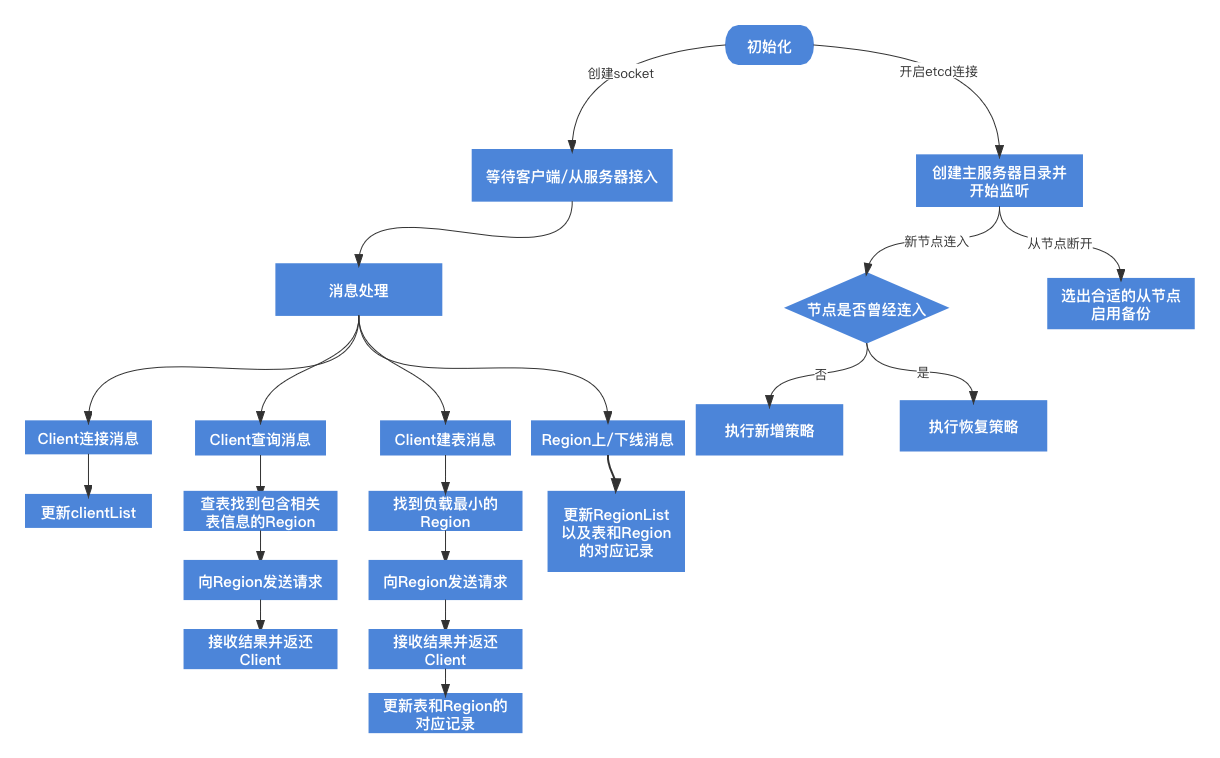 初始化
创建socket
开启etcd连接
等待客户端/从服务器接入
创建主服务器目录并
开始监听
新节点连入
从节点断开
消息处理
节点是否曾经连入
选出合适的从节点
启用备份
否
是
执行新增策略
执行恢复策略
Client连接消息
Client查询消息
Client建表消息
Region上/下线消息
更新clientList
查表找到包含相关
表信息的Region
找到负载最小的
Region
更新RegionList
以及表和Region
的对应记录
向Region发送请求
向Region发送请求
接收结果并返还
Client
接收结果并返还
Client
更新表和Region的
对应记录